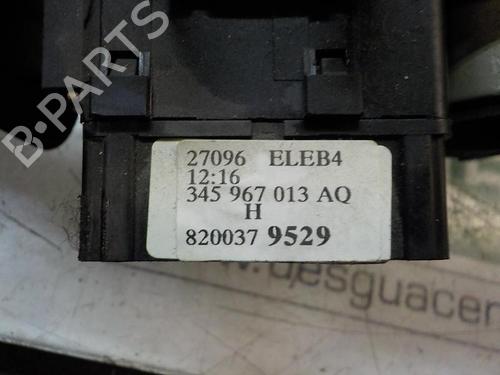 B-PARTS
27096 ELEB4
12:16
345 967 013 AQ
H
820037 9529
www.desguacen